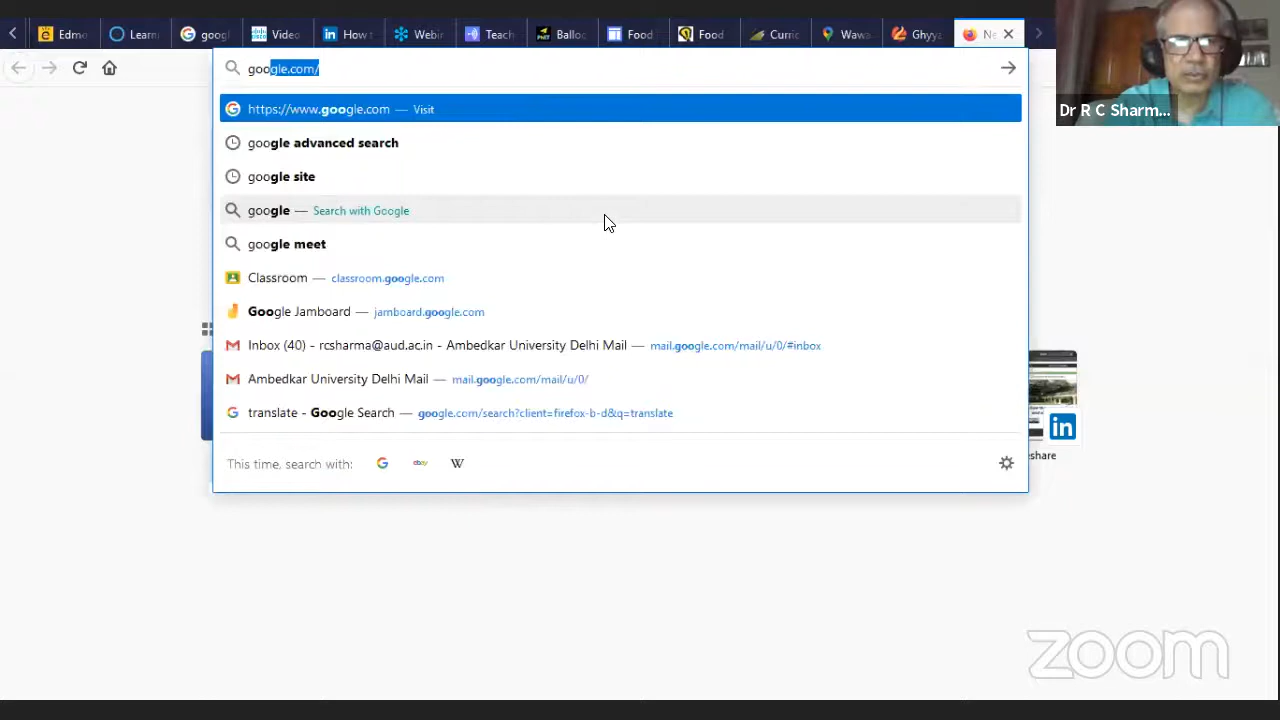 Edmo
Learn
googl
Video
How t
Webin
Teach
Balloo
Food
Food
Curric
Wawa
Ghyya
Ne
google.com/
Dr R C Sharm...
https://www.google.com — Visit
google advanced search
google site
google — Search with Google
google meet
Classroom — classroom.google.com
Google Jamboard — jamboard.google.com
Inbox (40) - rcsharma@aud.ac.in - Ambedkar University Delhi Mail — mail.google.com/mail/u/0/#inbox
Ambedkar University Delhi Mail — mail.google.com/mail/u/0/
translate - Google Search — google.com/search?client=firefox-b-d&q=translate
eshare
This time, search with:
zoom